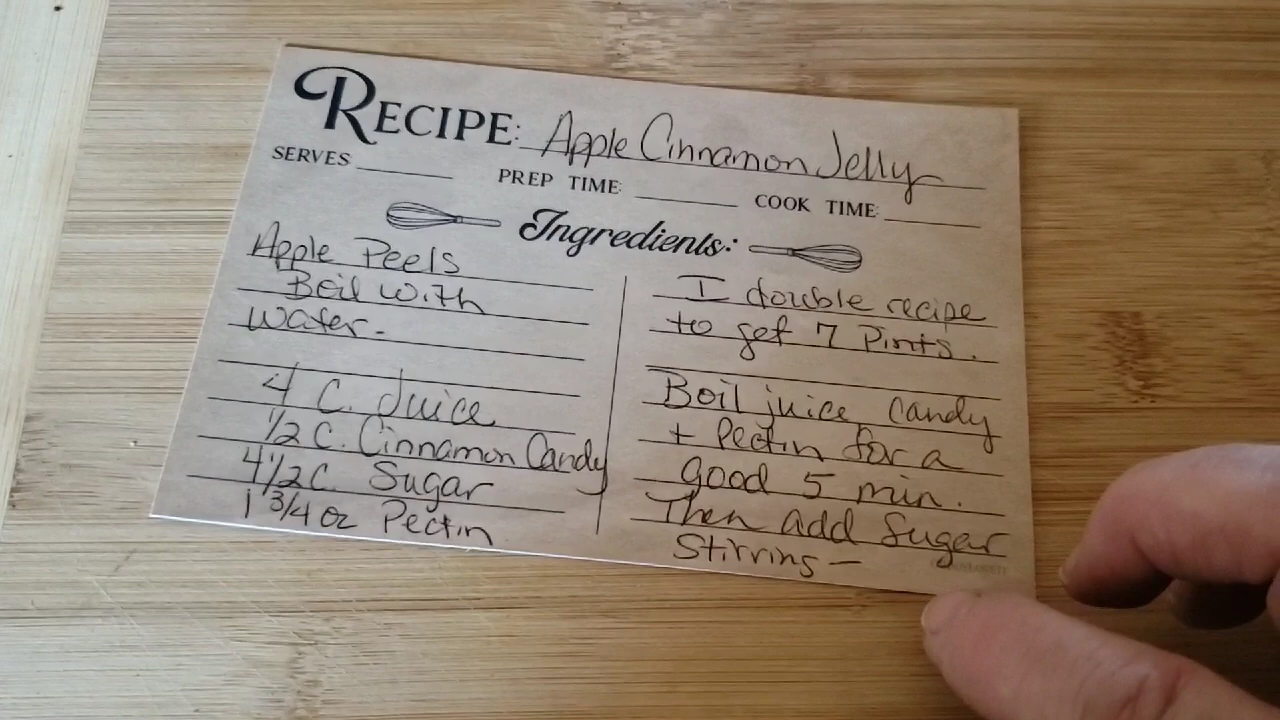 RECIPE: Apple Cinnamon Jelly
SERVES PREP TIME: COOK TIME:
Ingredients:
Apple Peels
Boil with
water.
4 C. Juice
1/2 C. Cinnamon Candy
4 1/2 C. Sugar
1 3/4 oz Pectin
I double recipe
to get 7 Pints.
Boil juice, candy
+ Pectin for a
good 5 min.
Then add Sugar
Stirring —